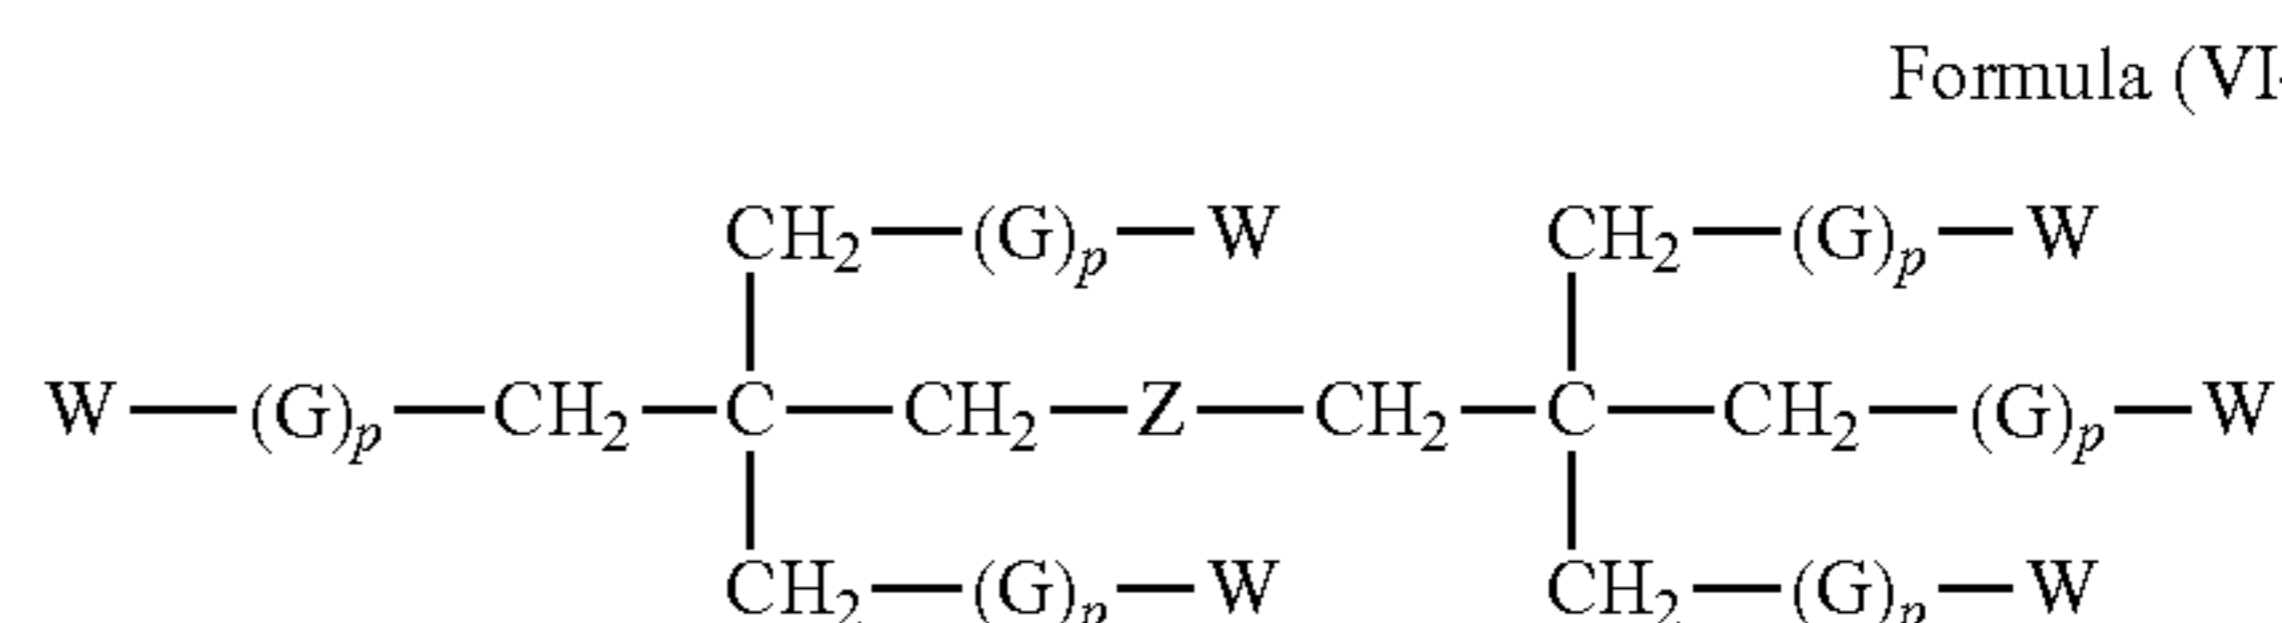 Formula (VI-
CH₂—(G)ₚ—W CH₂—(G)ₚ—W
W—(G)ₚ—CH₂—C—CH₂—Z—CH₂—C—CH₂—(G)ₚ—W
CH₂—(G)ₚ—W CH₂—(G)ₚ—W